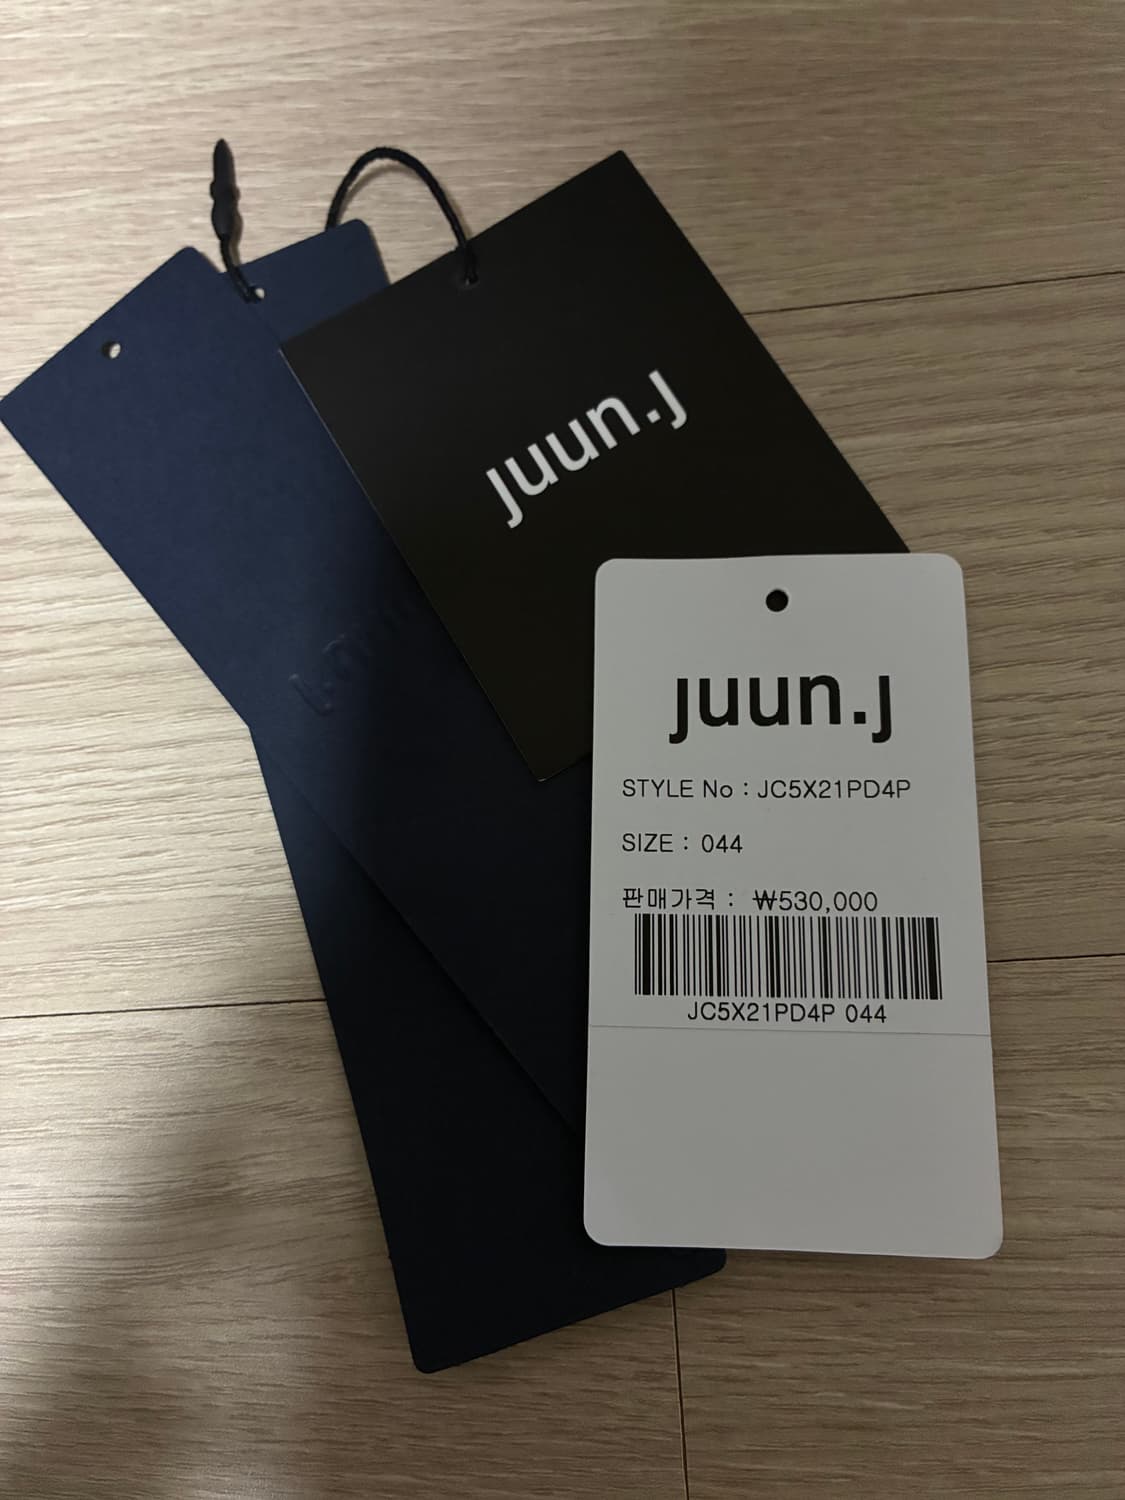 juun.j
juun.j
STYLE No : JC5X21PD4P
SIZE : 044
판매가격 : ₩530,000
JC5X21PD4P 044